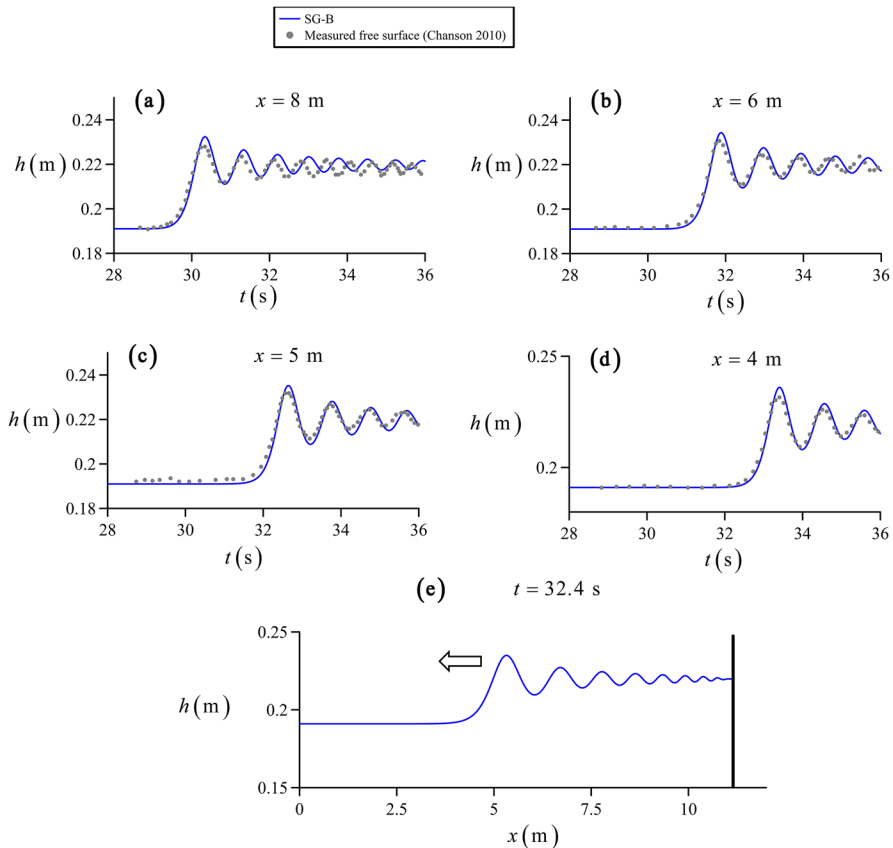 SG-B
Measured free surface (Chanson 2010)
(a) x = 8 m
0.24
0.22
0.2
0.18
h(m)
28 30 32 34 36
t(s)
(b) x = 6 m
0.24
0.22
0.2
0.18
h(m)
28 30 32 34 36
t(s)
(c) x = 5 m
0.24
0.22
0.2
0.18
h(m)
28 30 32 34 36
t(s)
(d) x = 4 m
0.25
0.2
h(m)
28 30 32 34 36
t(s)
(e) t = 32.4 s
0.25
0.2
0.15
h(m)
0 2.5 5 7.5 10
x(m)